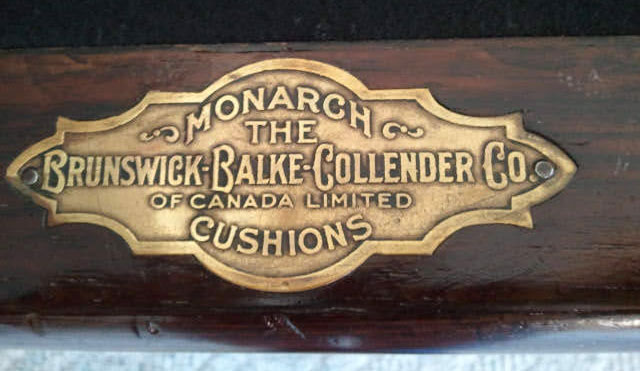 MONARCH
THE
BRUNSWICK-BALKE-COLLENDER CO.
OF CANADA LIMITED
CUSHIONS